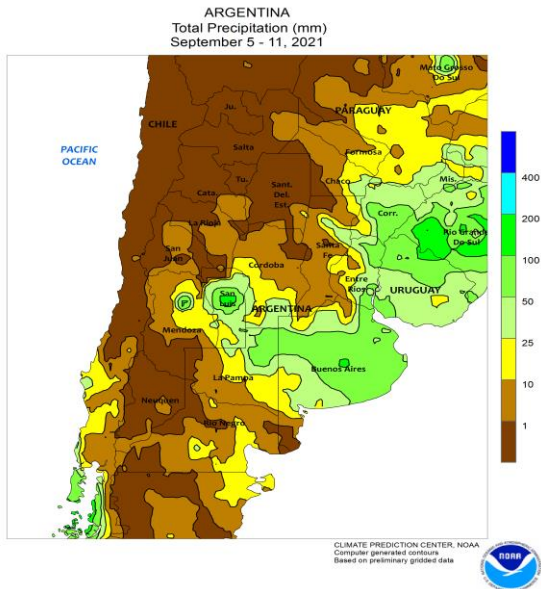 ARGENTINA
Total Precipitation (mm)
September 5 - 11, 2021
Mato Grosso
Do Sul
Ju.
PARAGUAY
CHILE
PACIFIC
OCEAN
Salta
Formosa
Tu.
Chaco
Mis.
Cata.
Sant.
Del.
Est.
Corr.
La Rioja
Rio Grande
Do Sul
San
Juan
Santa
Fe
Cordoba
Entre
Rios
URUGUAY
San
Luis
ARGENTINA
Mendoza
Buenos Aires
La Pampa
Neuquen
Rio Negro
400
200
100
50
25
10
1
CLIMATE PREDICTION CENTER, NOAA
Computer generated contours
Based on preliminary gridded data
NOAA